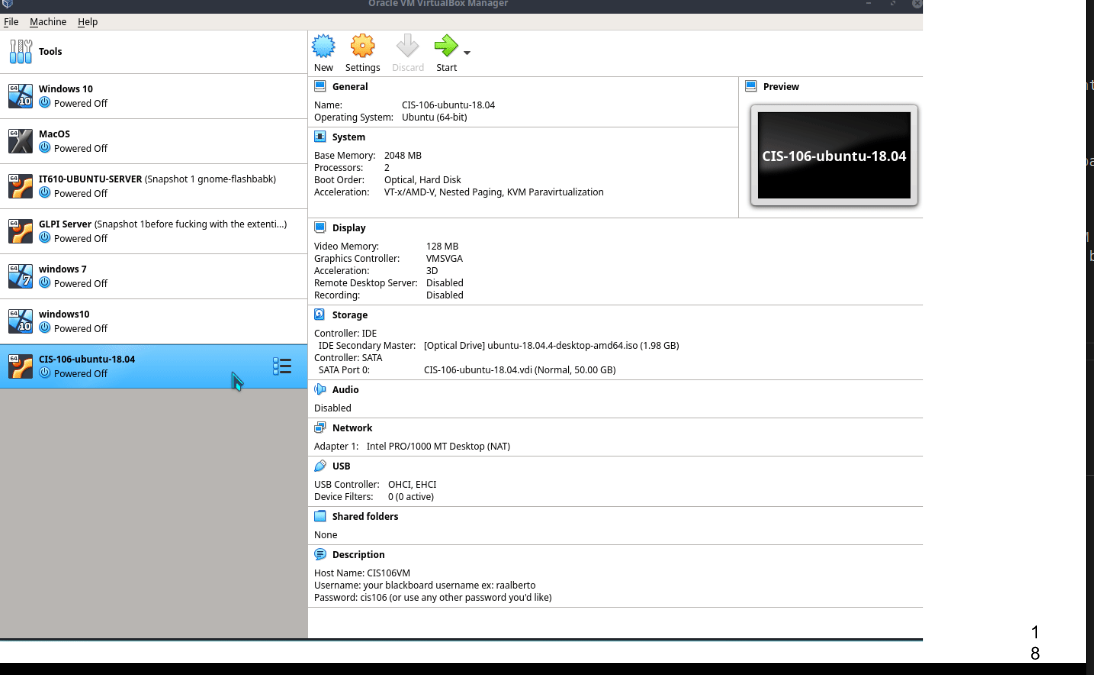 Oracle VM VirtualBox Manager
File Machine Help
Tools
Windows 10
Powered Off
MacOS
Powered Off
IT610-UBUNTU-SERVER (Snapshot 1 gnome-flashbabk)
Powered Off
GLPI Server (Snapshot 1before fucking with the extenti...)
Powered Off
windows 7
Powered Off
windows10
Powered Off
CIS-106-ubuntu-18.04
Powered Off
New Settings Discard Start
General
Name: CIS-106-ubuntu-18.04
Operating System: Ubuntu (64-bit)
Preview
CIS-106-ubuntu-18.04
System
Base Memory: 2048 MB
Processors: 2
Boot Order: Optical, Hard Disk
Acceleration: VT-x/AMD-V, Nested Paging, KVM Paravirtualization
Display
Video Memory: 128 MB
Graphics Controller: VMSVGA
Acceleration: 3D
Remote Desktop Server: Disabled
Recording: Disabled
Storage
Controller: IDE
IDE Secondary Master: [Optical Drive] ubuntu-18.04.4-desktop-amd64.iso (1.98 GB)
Controller: SATA
SATA Port 0: CIS-106-ubuntu-18.04.vdi (Normal, 50.00 GB)
Audio
Disabled
Network
Adapter 1: Intel PRO/1000 MT Desktop (NAT)
USB
USB Controller: OHCI, EHCI
Device Filters: 0 (0 active)
Shared folders
None
Description
Host Name: CIS106VM
Username: your blackboard username ex: raalberto
Password: cis106 (or use any other password you'd like)
1
8